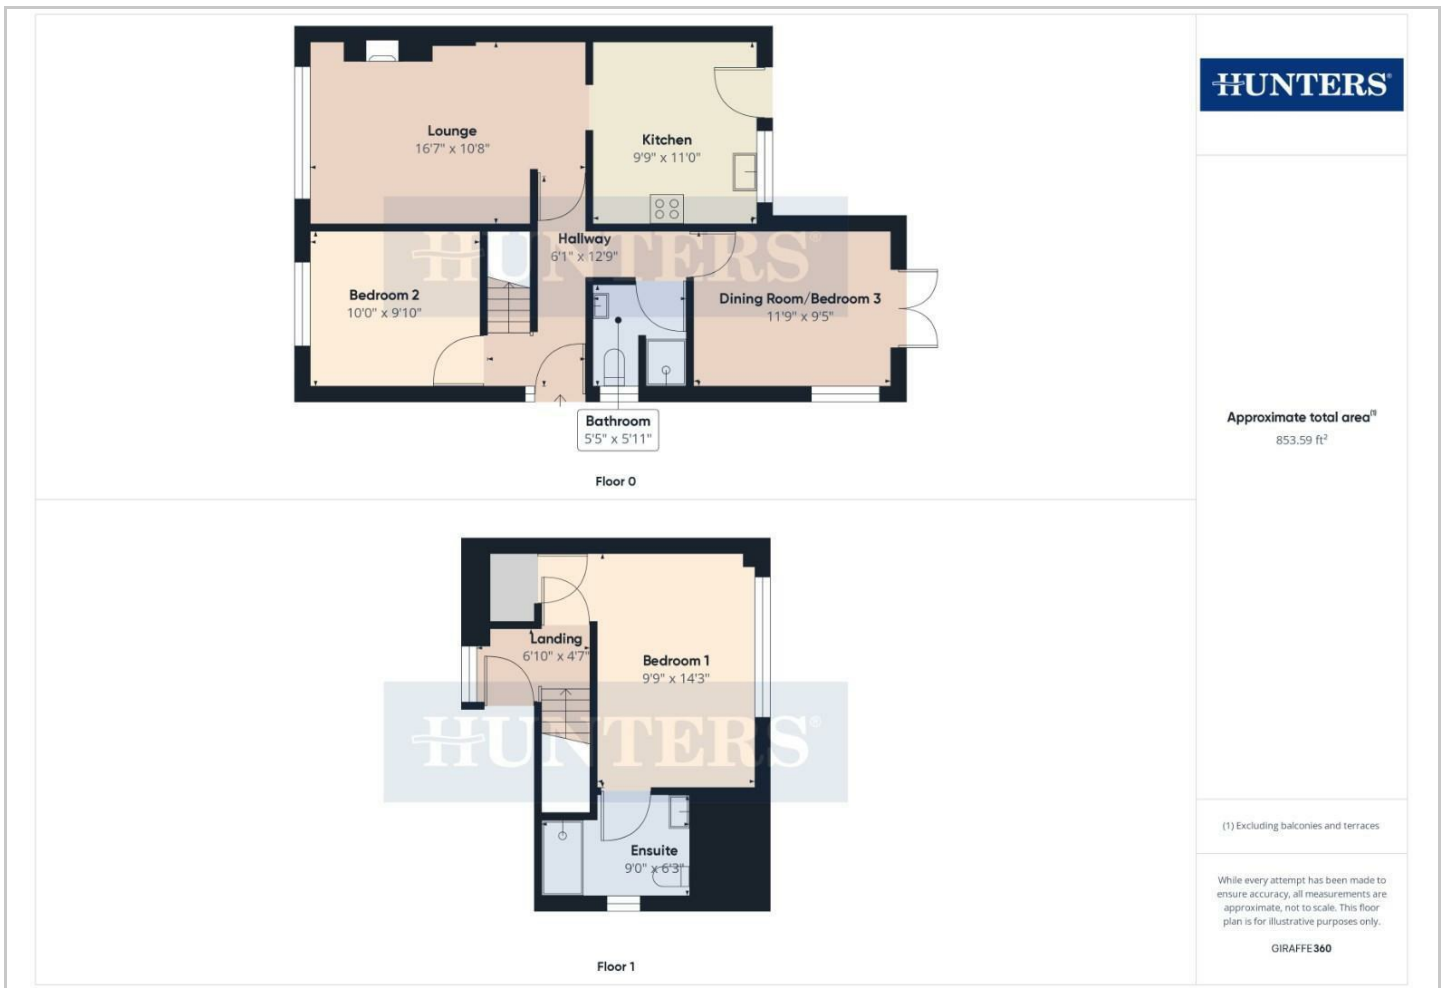 Lounge
16'7" x 10'8"
Kitchen
9'9" x 11'0"
Hallway
6'1" x 12'9"
Bedroom 2
10'0" x 9'10"
Dining Room/Bedroom 3
11'9" x 9'5"
Bathroom
5'5" x 5'11"
HUNTERS®
Floor 0
Landing
6'10" x 4'7"
Bedroom 1
9'9" x 14'3"
Ensuite
9'0" x 6'3"
HUNTERS®
Floor 1
HUNTERS®
Approximate total area(1)
853.59 ft²
(1) Excluding balconies and terraces
While every attempt has been made to
ensure accuracy, all measurements are
approximate, not to scale. This floor
plan is for illustrative purposes only.
GIRAFFE360